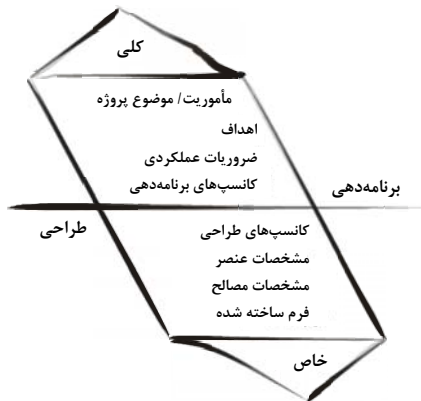 کلی
مأموریت/ موضوع پروژه
اهداف
ضروریات عملکردی
کانسپ‌های برنامه‌دهی
برنامه‌دهی
طراحی
کانسپ‌های طراحی
مشخصات عنصر
مشخصات مصالح
فرم ساخته شده
خاص